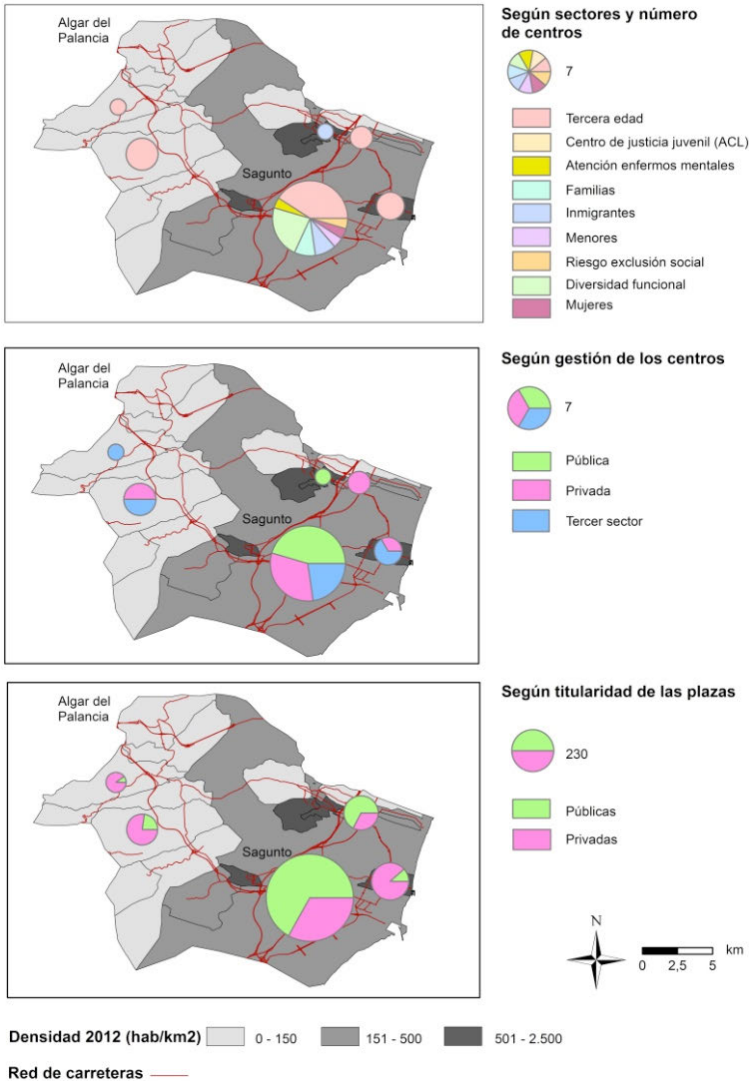 Algar del
Palancia
Sagunto
Según sectores y número
de centros
7
Tercera edad
Centro de justicia juvenil (ACL)
Atención enfermos mentales
Familias
Inmigrantes
Menores
Riesgo exclusión social
Diversidad funcional
Mujeres
Algar del
Palancia
Sagunto
Según gestión de los centros
7
Pública
Privada
Tercer sector
Algar del
Palancia
Sagunto
Según titularidad de las plazas
230
Públicas
Privadas
N
km
0 2,5 5
Densidad 2012 (hab/km2) 0 - 150 151 - 500 501 - 2.500
Red de carreteras